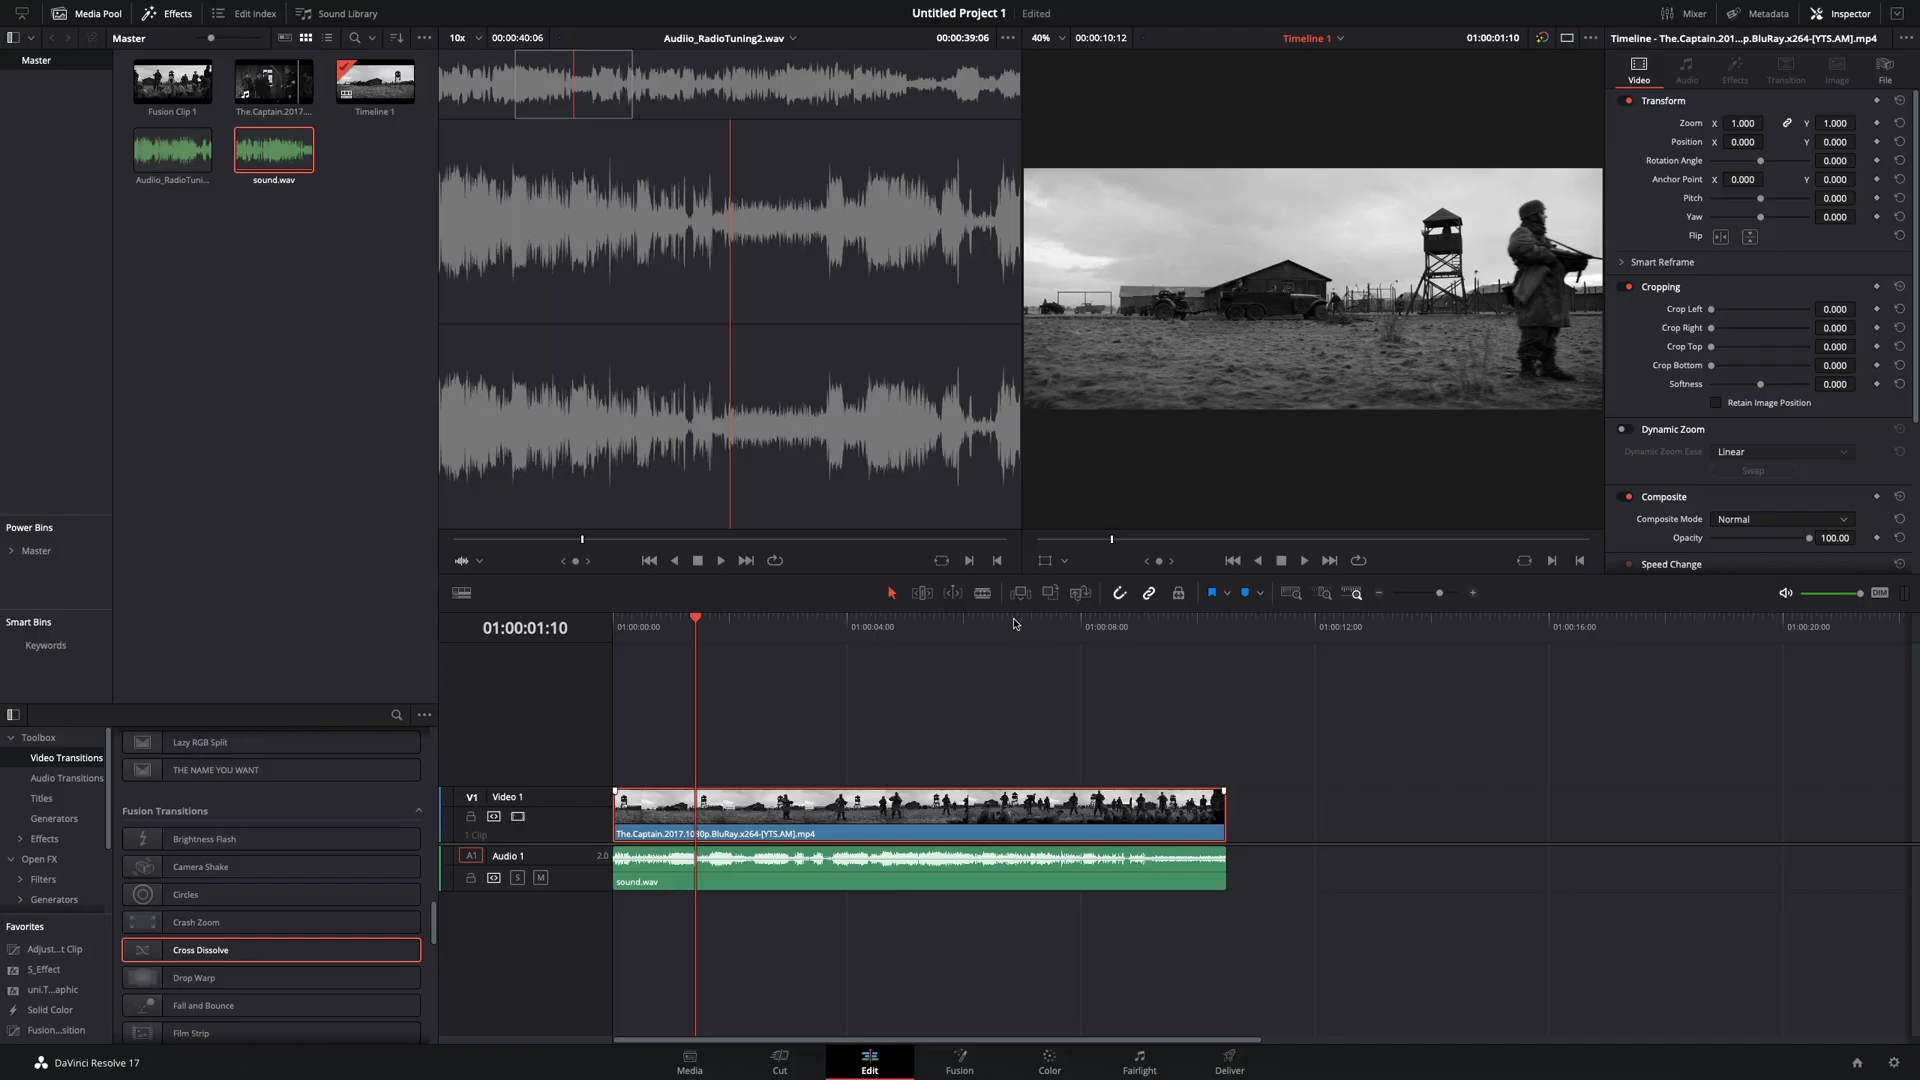 Media Pool
Effects
Edit Index
Sound Library
Untitled Project 1
Edited
Mixer
Metadata
Inspector
Master
10x
00:00:40:06
Audiio_RadioTuning2.wav
00:00:39:06
40%
00:00:10:12
Timeline 1
01:00:01:10
Timeline - The.Captain.201...p.BluRay.x264-[YTS.AM].mp4
Master
Fusion Clip 1
The.Captain.2017....
Timeline 1
Audiio_RadioTuni...
sound.wav
Video
Audio
Effects
Transition
Image
File
Transform
Zoom X 1.000 Y 1.000
Position X 0.000 Y 0.000
Rotation Angle 0.000
Anchor Point X 0.000 Y 0.000
Pitch 0.000
Yaw 0.000
Flip
Smart Reframe
Cropping
Crop Left 0.000
Crop Right 0.000
Crop Top 0.000
Crop Bottom 0.000
Softness 0.000
Retain Image Position
Dynamic Zoom
Dynamic Zoom Ease Linear
Swap
Composite
Composite Mode Normal
Opacity 100.00
Speed Change
Power Bins
Master
Smart Bins
Keywords
DIM
01:00:01:10
01:00:00:00
01:00:04:00
01:00:08:00
01:00:12:00
01:00:16:00
01:00:20:00
V1 Video 1
1 Clip
The.Captain.2017.1080p.BluRay.x264-[YTS.AM].mp4
A1 Audio 1 2.0
S M
sound.wav
Toolbox
Video Transitions
Audio Transitions
Titles
Generators
Effects
Open FX
Filters
Generators
Favorites
Adjust...t Clip
S_Effect
uni.T...aphic
Solid Color
Fusion...sition
Lazy RGB Split
THE NAME YOU WANT
Fusion Transitions
Brightness Flash
Camera Shake
Circles
Crash Zoom
Cross Dissolve
Drop Warp
Fall and Bounce
Film Strip
DaVinci Resolve 17
Media
Cut
Edit
Fusion
Color
Fairlight
Deliver